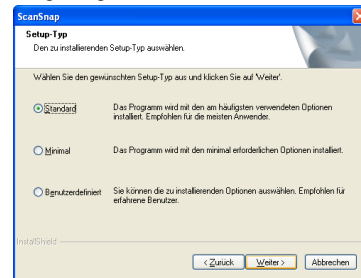 ScanSnap
Setup-Typ
Den zu installierenden Setup-Typ auswählen.
Wählen Sie den gewünschten Setup-Typ aus und klicken Sie auf 'Weiter'.
Standard
Das Programm wird mit den am häufigsten verwendeten Optionen
installiert. Empfohlen für die meisten Anwender.
Minimal
Das Programm wird mit den minimal erforderlichen Optionen installiert.
Benutzerdefiniert
Sie können die zu installierenden Optionen auswählen. Empfohlen für
erfahrene Benutzer.
InstallShield
< Zurück Weiter > Abbrechen